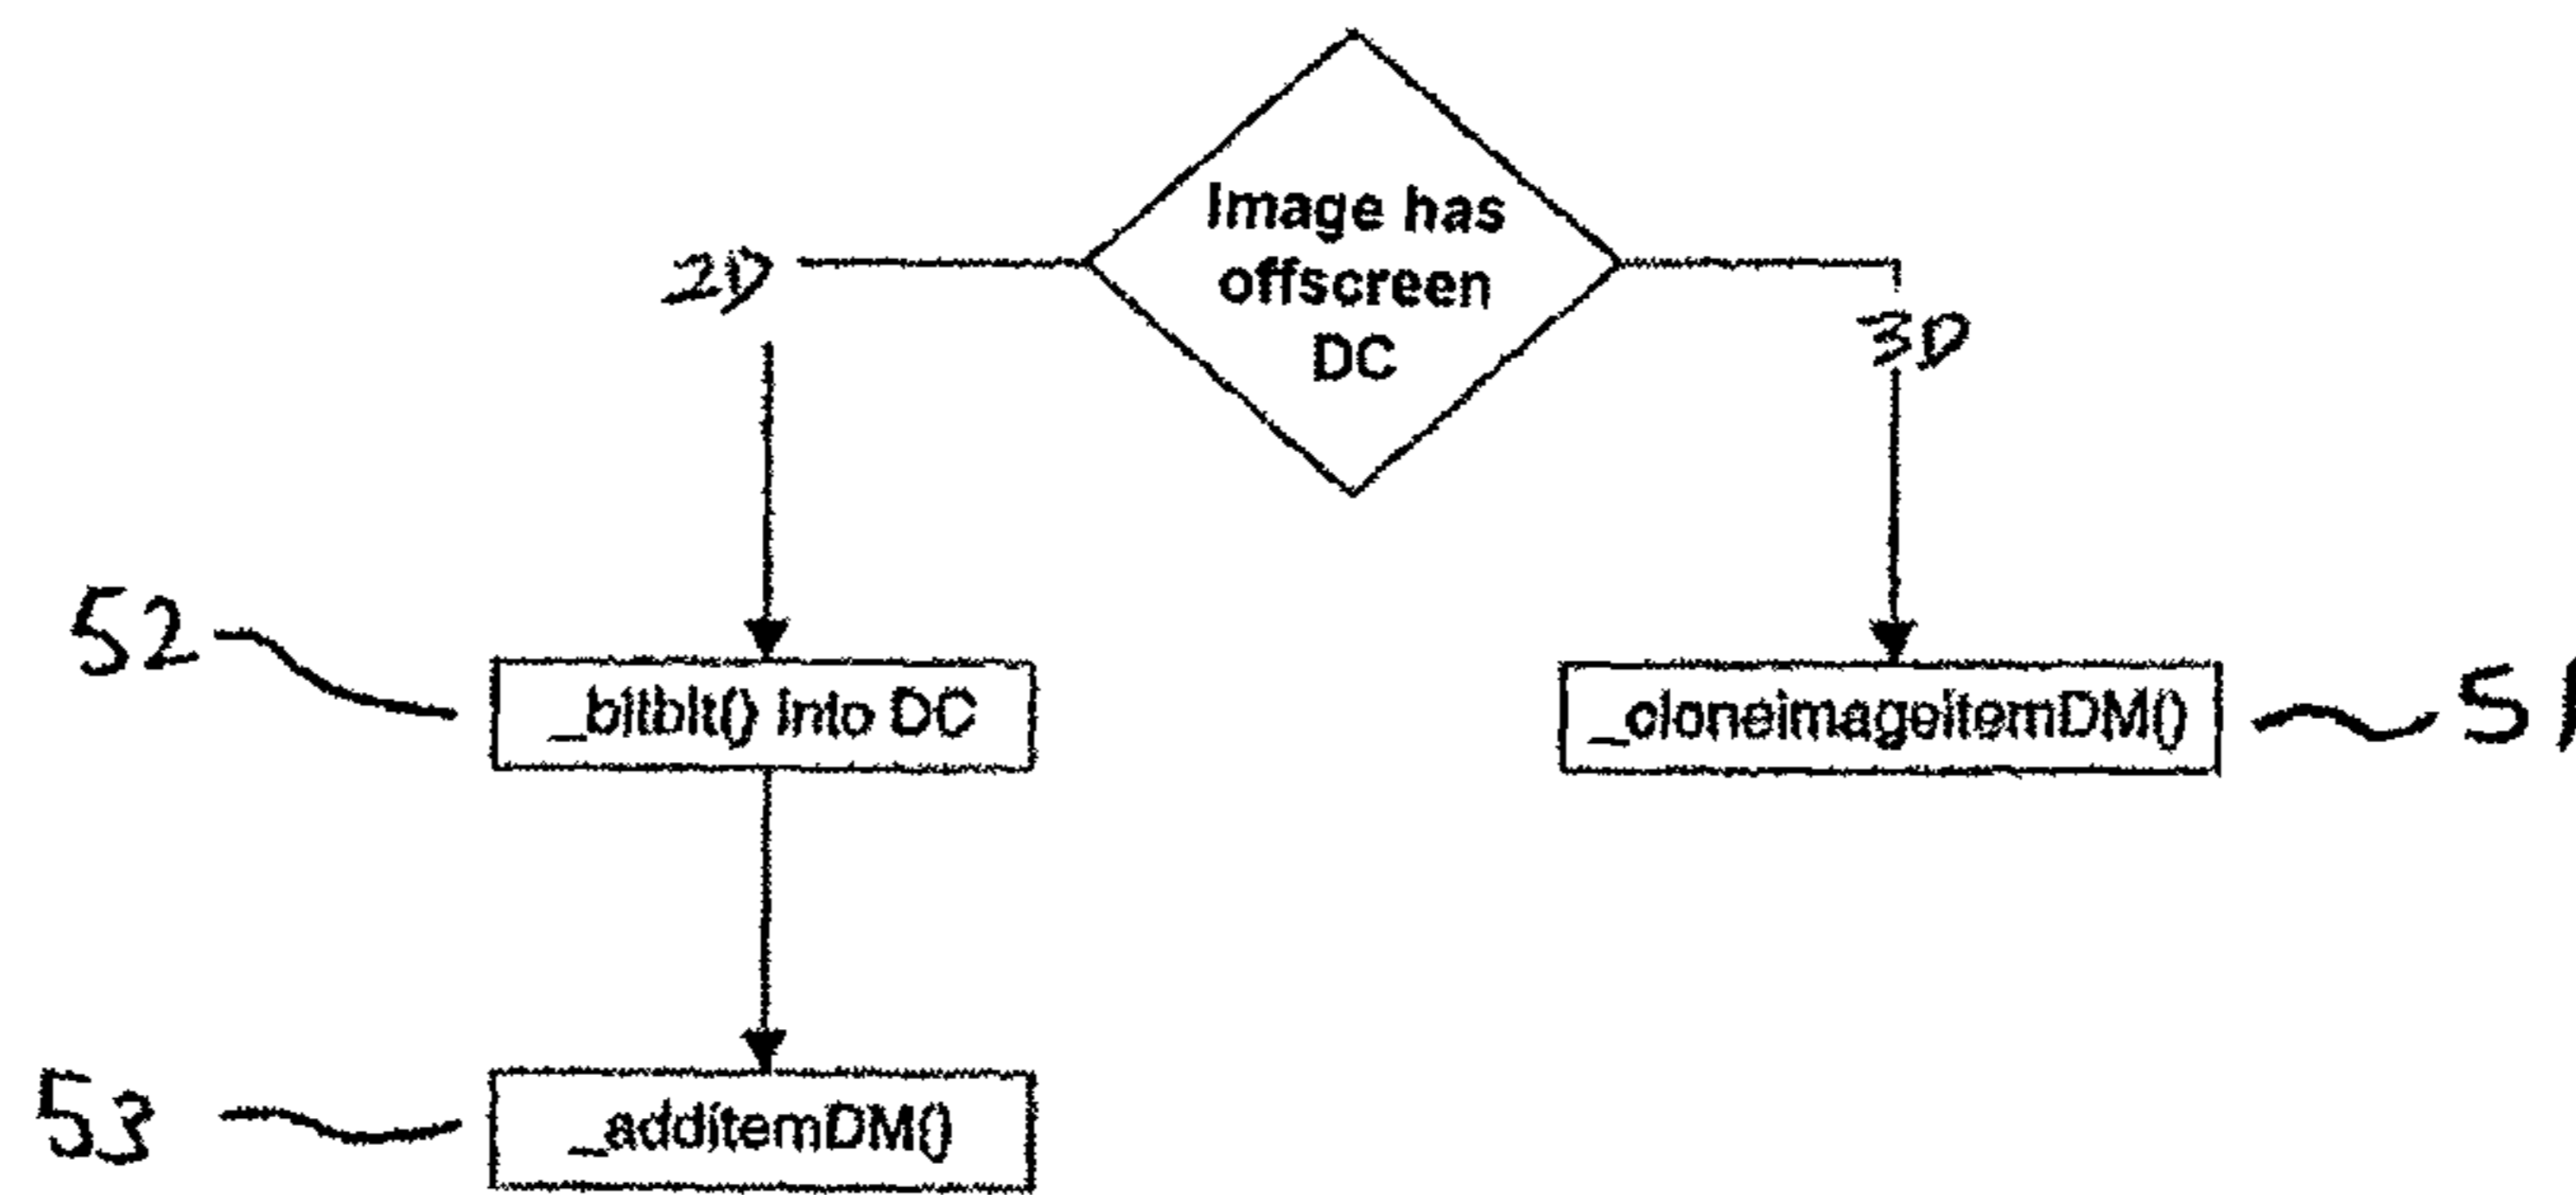 Image has
offscreen
DC
2D
3D
52
_bitblt() into DC
_cloneimageitemDM()
51
53
_additemDM()